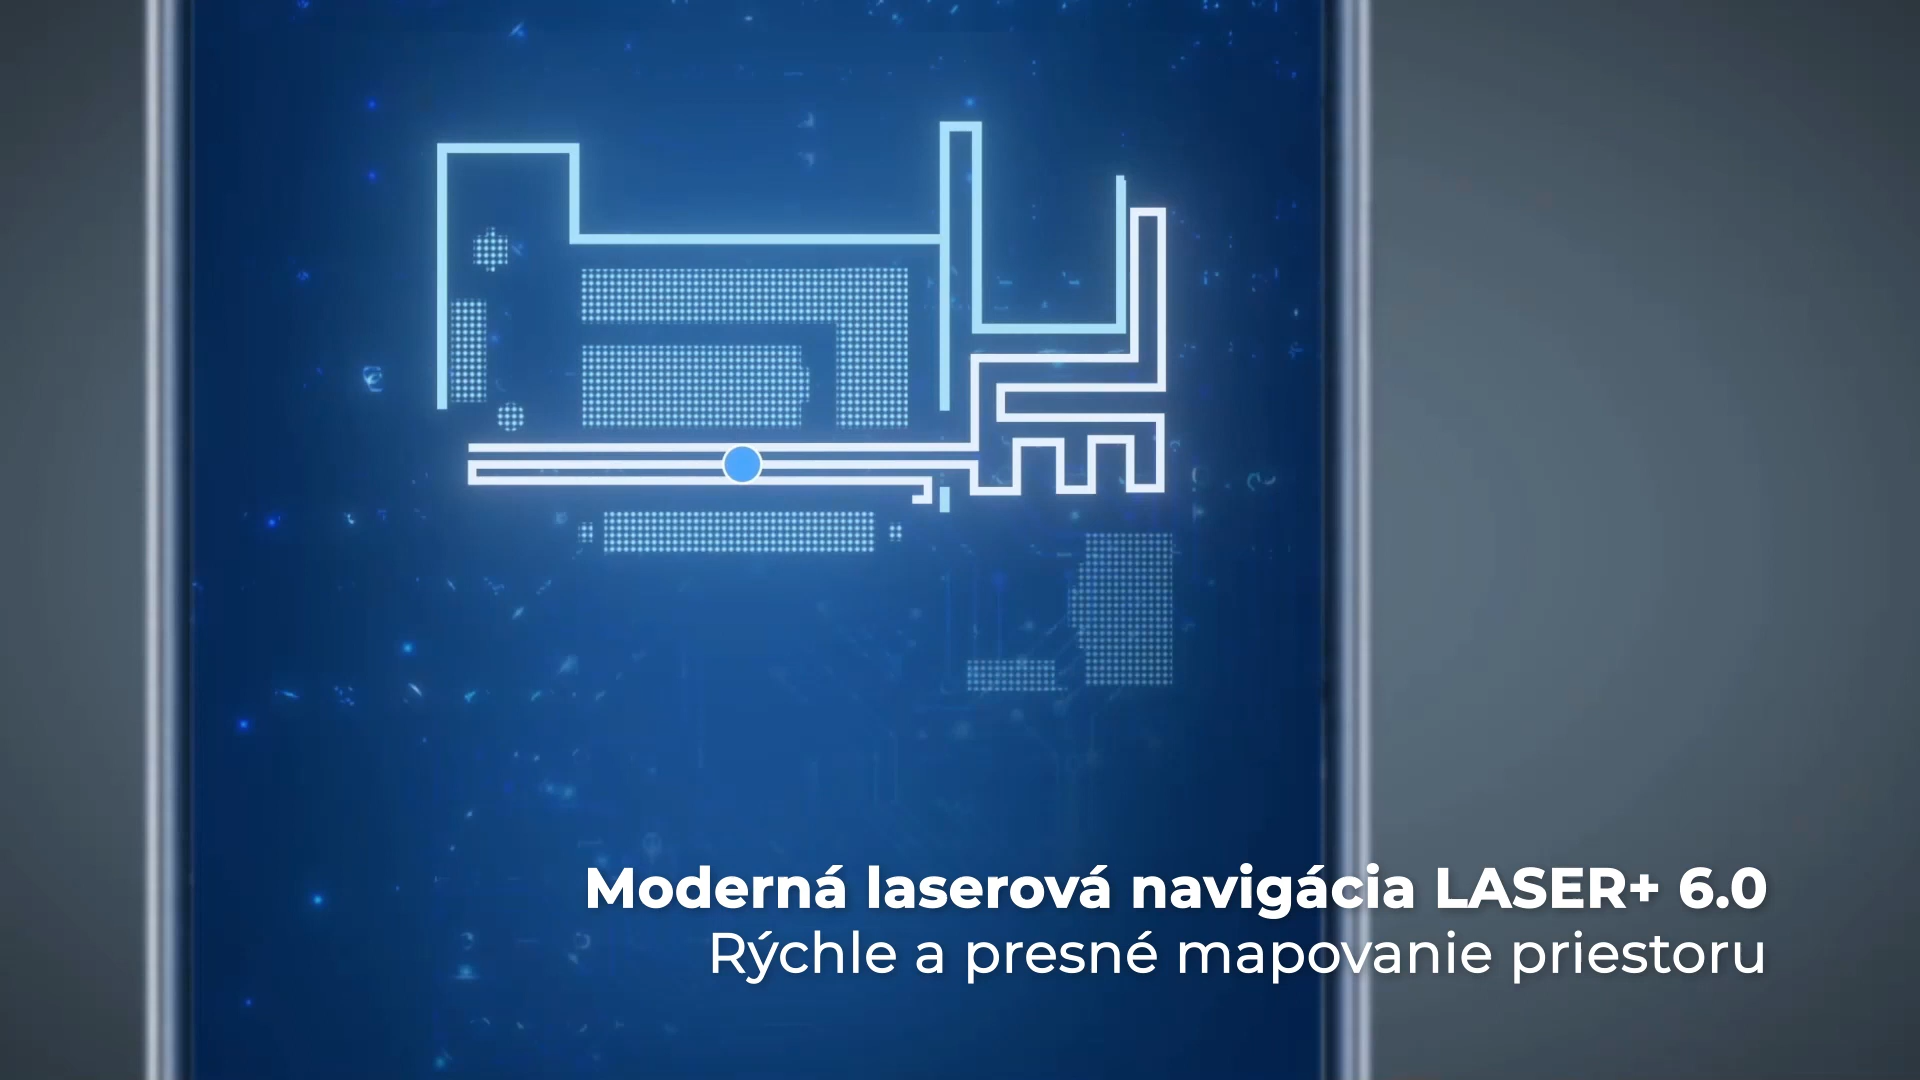 Moderná laserová navigácia LASER+ 6.0
Rýchle a presné mapovanie priestoru